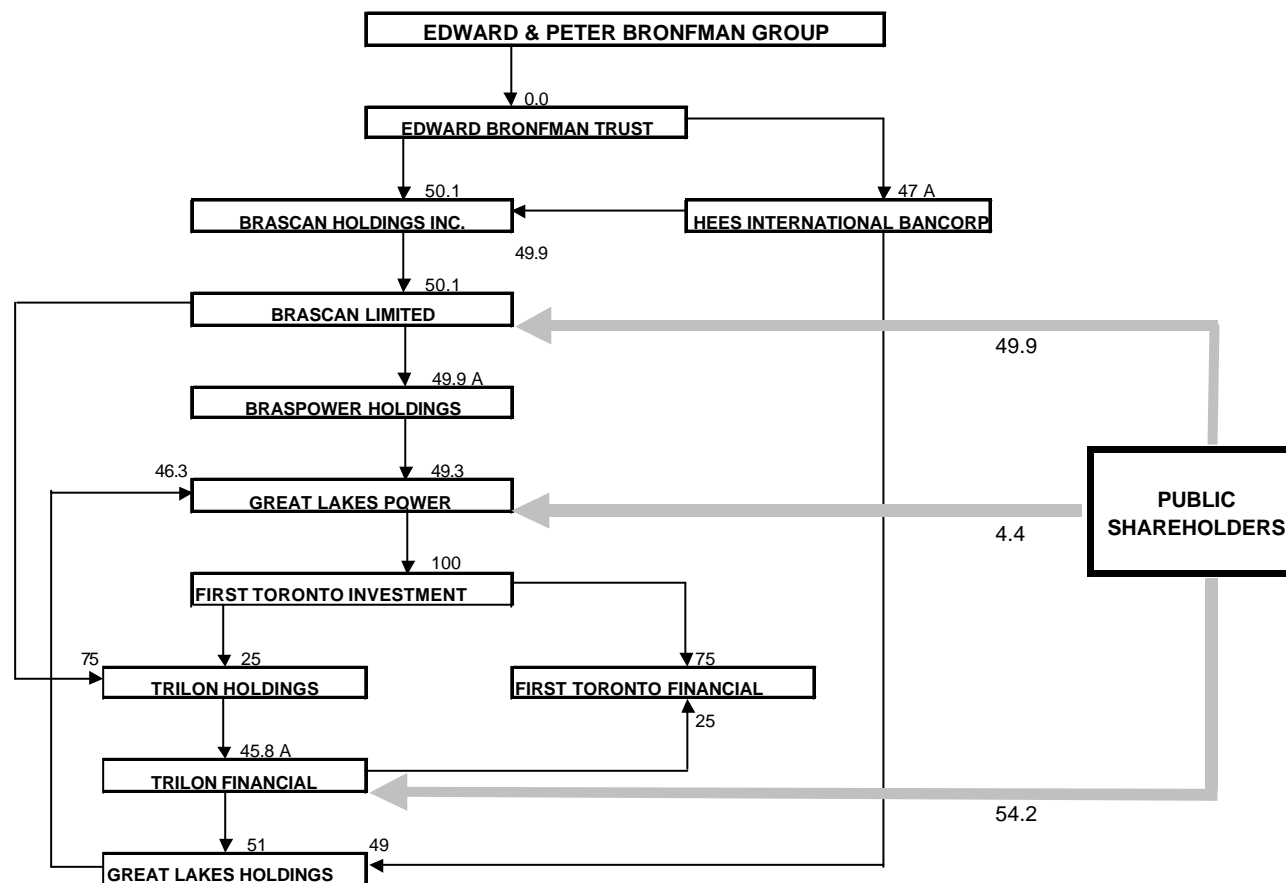 EDWARD & PETER BRONFMAN GROUP
0.0
EDWARD BRONFMAN TRUST
50.1
47 A
BRASCAN HOLDINGS INC.
HEES INTERNATIONAL BANCORP
49.9
50.1
BRASCAN LIMITED
49.9
49.9 A
BRASPOWER HOLDINGS
46.3
49.3
GREAT LAKES POWER
PUBLIC
SHAREHOLDERS
4.4
100
FIRST TORONTO INVESTMENT
75
25
75
TRILON HOLDINGS
FIRST TORONTO FINANCIAL
25
45.8 A
TRILON FINANCIAL
54.2
51
49
GREAT LAKES HOLDINGS